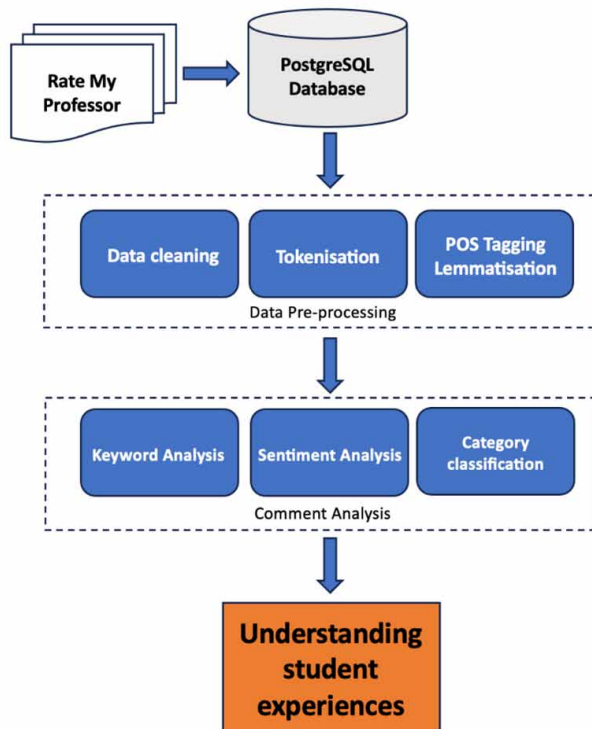 Rate My
Professor
PostgreSQL
Database
Data cleaning
Tokenisation
POS Tagging
Lemmatisation
Data Pre-processing
Keyword Analysis
Sentiment Analysis
Category
classification
Comment Analysis
Understanding
student
experiences